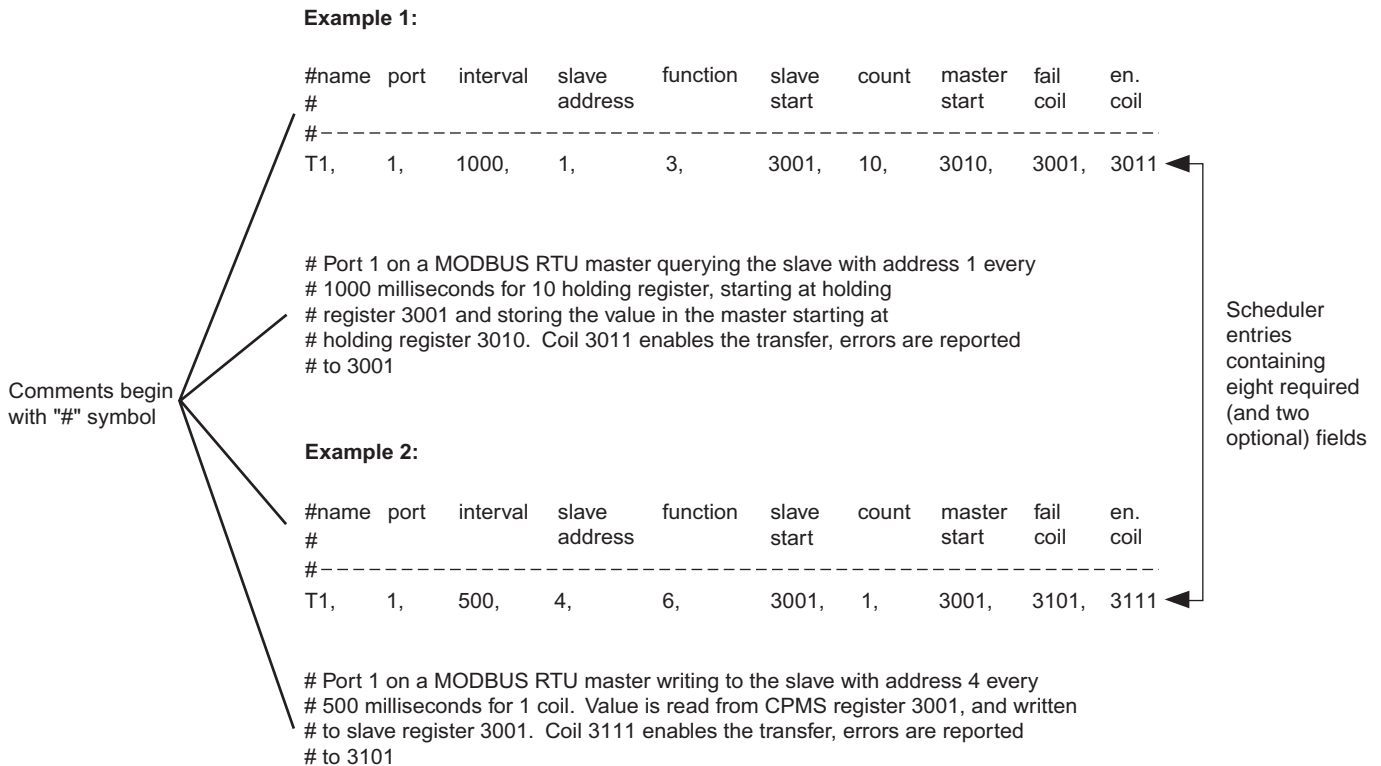 Example 1:
#name port interval slave function slave count master fail en.
# address start start coil coil
#
T1, 1, 1000, 1, 3, 3001, 10, 3010, 3001, 3011
# Port 1 on a MODBUS RTU master querying the slave with address 1 every
# 1000 milliseconds for 10 holding register, starting at holding
# register 3001 and storing the value in the master starting at
# holding register 3010. Coil 3011 enables the transfer, errors are reported
# to 3001
Comments begin
with "#" symbol
Scheduler
entries
containing
eight required
(and two
optional) fields
Example 2:
#name port interval slave function slave count master fail en.
# address start start coil coil
#
T1, 1, 500, 4, 6, 3001, 1, 3001, 3101, 3111
# Port 1 on a MODBUS RTU master writing to the slave with address 4 every
# 500 milliseconds for 1 coil. Value is read from CPMS register 3001, and written
# to slave register 3001. Coil 3111 enables the transfer, errors are reported
# to 3101